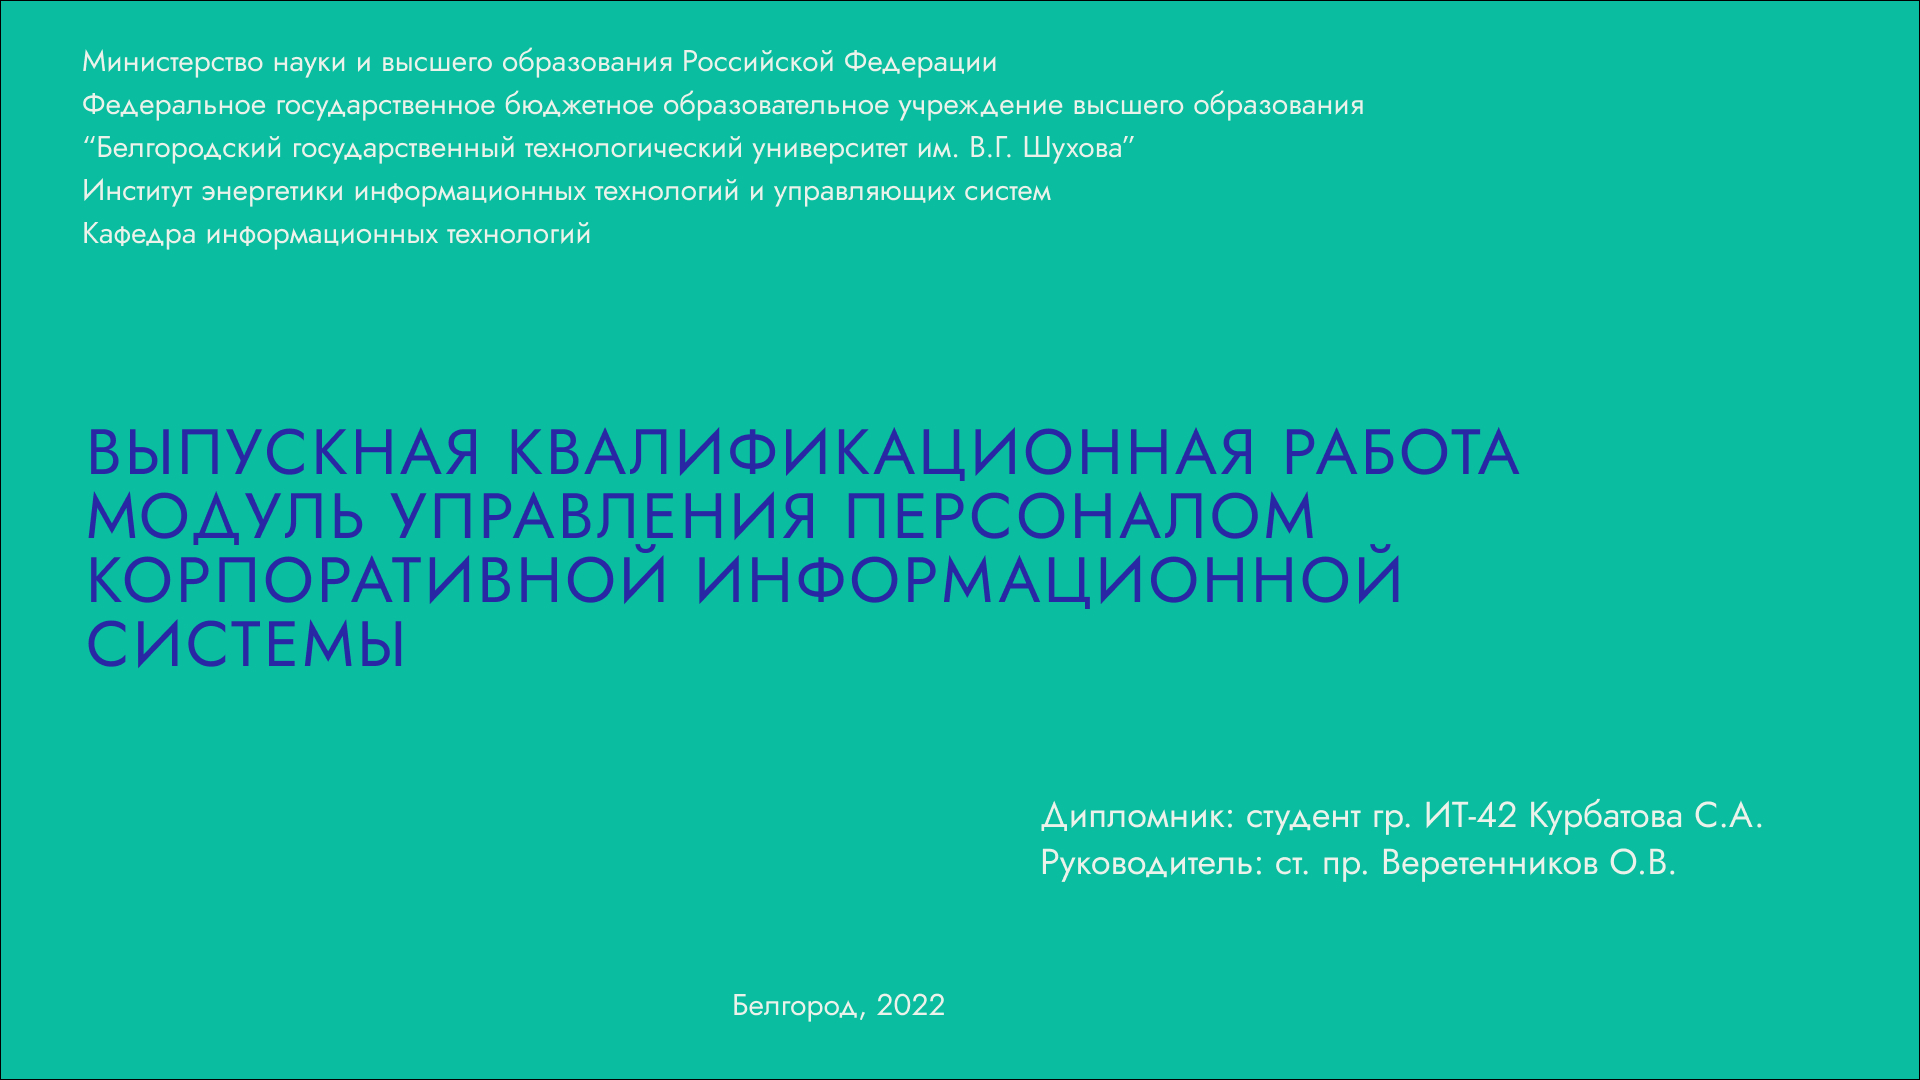 Министерство науки и высшего образования Российской Федерации
Федеральное государственное бюджетное образовательное учреждение высшего образования
“Белгородский государственный технологический университет им. В.Г. Шухова”
Институт энергетики информационных технологий и управляющих систем
Кафедра информационных технологий
ВЫПУСКНАЯ КВАЛИФИКАЦИОННАЯ РАБОТА
МОДУЛЬ УПРАВЛЕНИЯ ПЕРСОНАЛОМ
КОРПОРАТИВНОЙ ИНФОРМАЦИОННОЙ
СИСТЕМЫ
Дипломник: студент гр. ИТ-42 Курбатова С.А.
Руководитель: ст. пр. Веретенников О.В.
Белгород, 2022